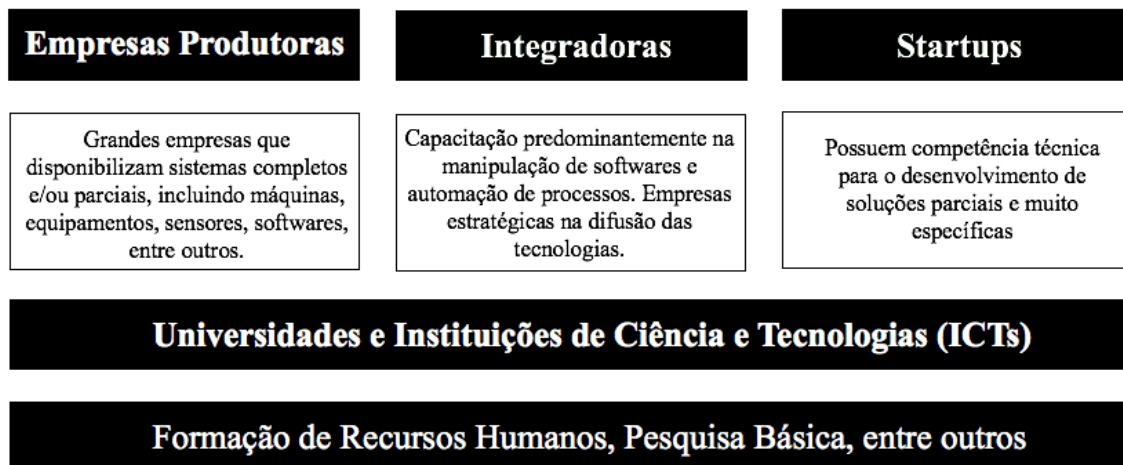 Empresas Produtoras
Integradoras
Startups
Grandes empresas que
disponibilizam sistemas completos
e/ou parciais, incluindo máquinas,
equipamentos, sensores, softwares,
entre outros.
Capacitação predominantemente na
manipulação de softwares e
automação de processos. Empresas
estratégicas na difusão das
tecnologias.
Possuem competência técnica
para o desenvolvimento de
soluções parciais e muito
específicas
Universidades e Instituições de Ciência e Tecnologias (ICTs)
Formação de Recursos Humanos, Pesquisa Básica, entre outros